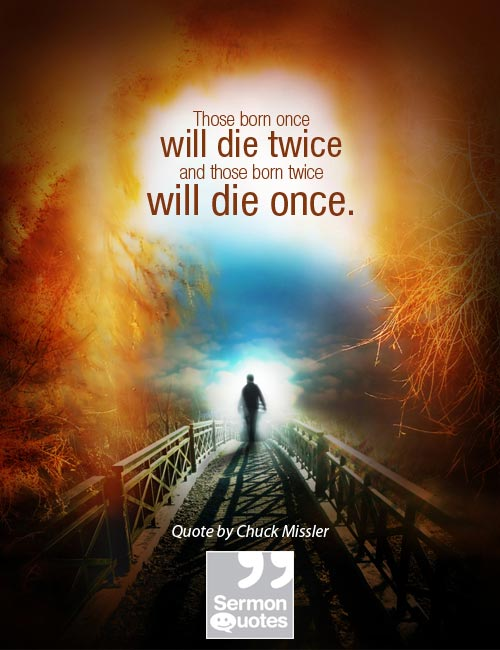 Those born once
will die twice
and those born twice
will die once.
Quote by Chuck Missler
Sermon
Quotes